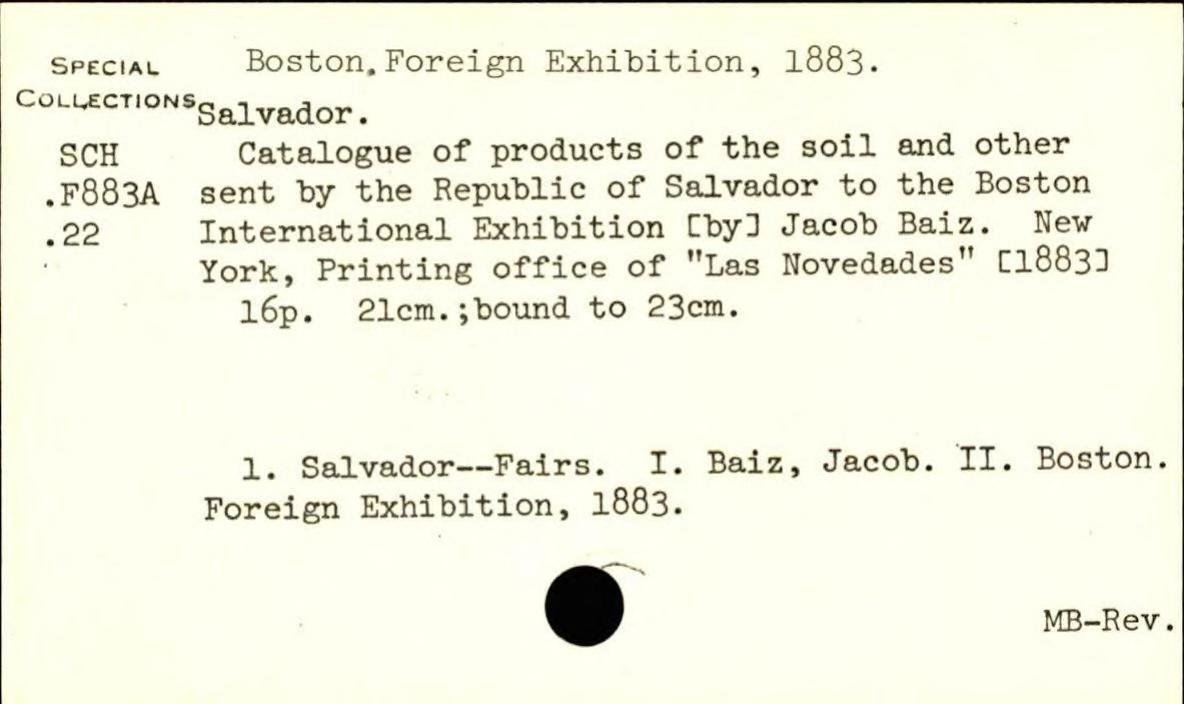 Boston. Foreign Exhibition, 1883.
SPECIAL
COLLECTIONS
Salvador.
SCH
.F883A
.22
Catalogue of products of the soil and other
sent by the Republic of Salvador to the Boston
International Exhibition [by] Jacob Baiz. New
York, Printing office of "Las Novedades" [1883]
16p. 21cm.;bound to 23cm.
1. Salvador--Fairs. I. Baiz, Jacob. II. Boston.
Foreign Exhibition, 1883.
MB-Rev.